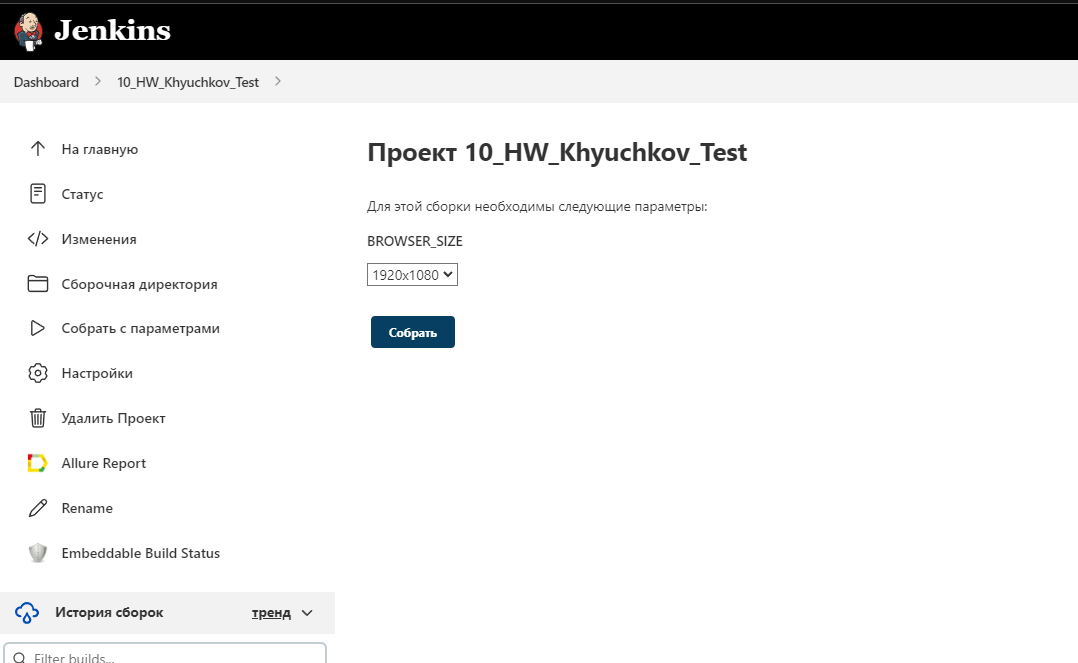 Jenkins
Dashboard
10_HW_Khyuchkov_Test
На главную
Статус
Изменения
Сборочная директория
Собрать с параметрами
Настройки
Удалить Проект
Allure Report
Rename
Embeddable Build Status
История сборок
тренд
Filter builds...
Проект 10_HW_Khyuchkov_Test
Для этой сборки необходимы следующие параметры:
BROWSER_SIZE
1920x1080
Собрать